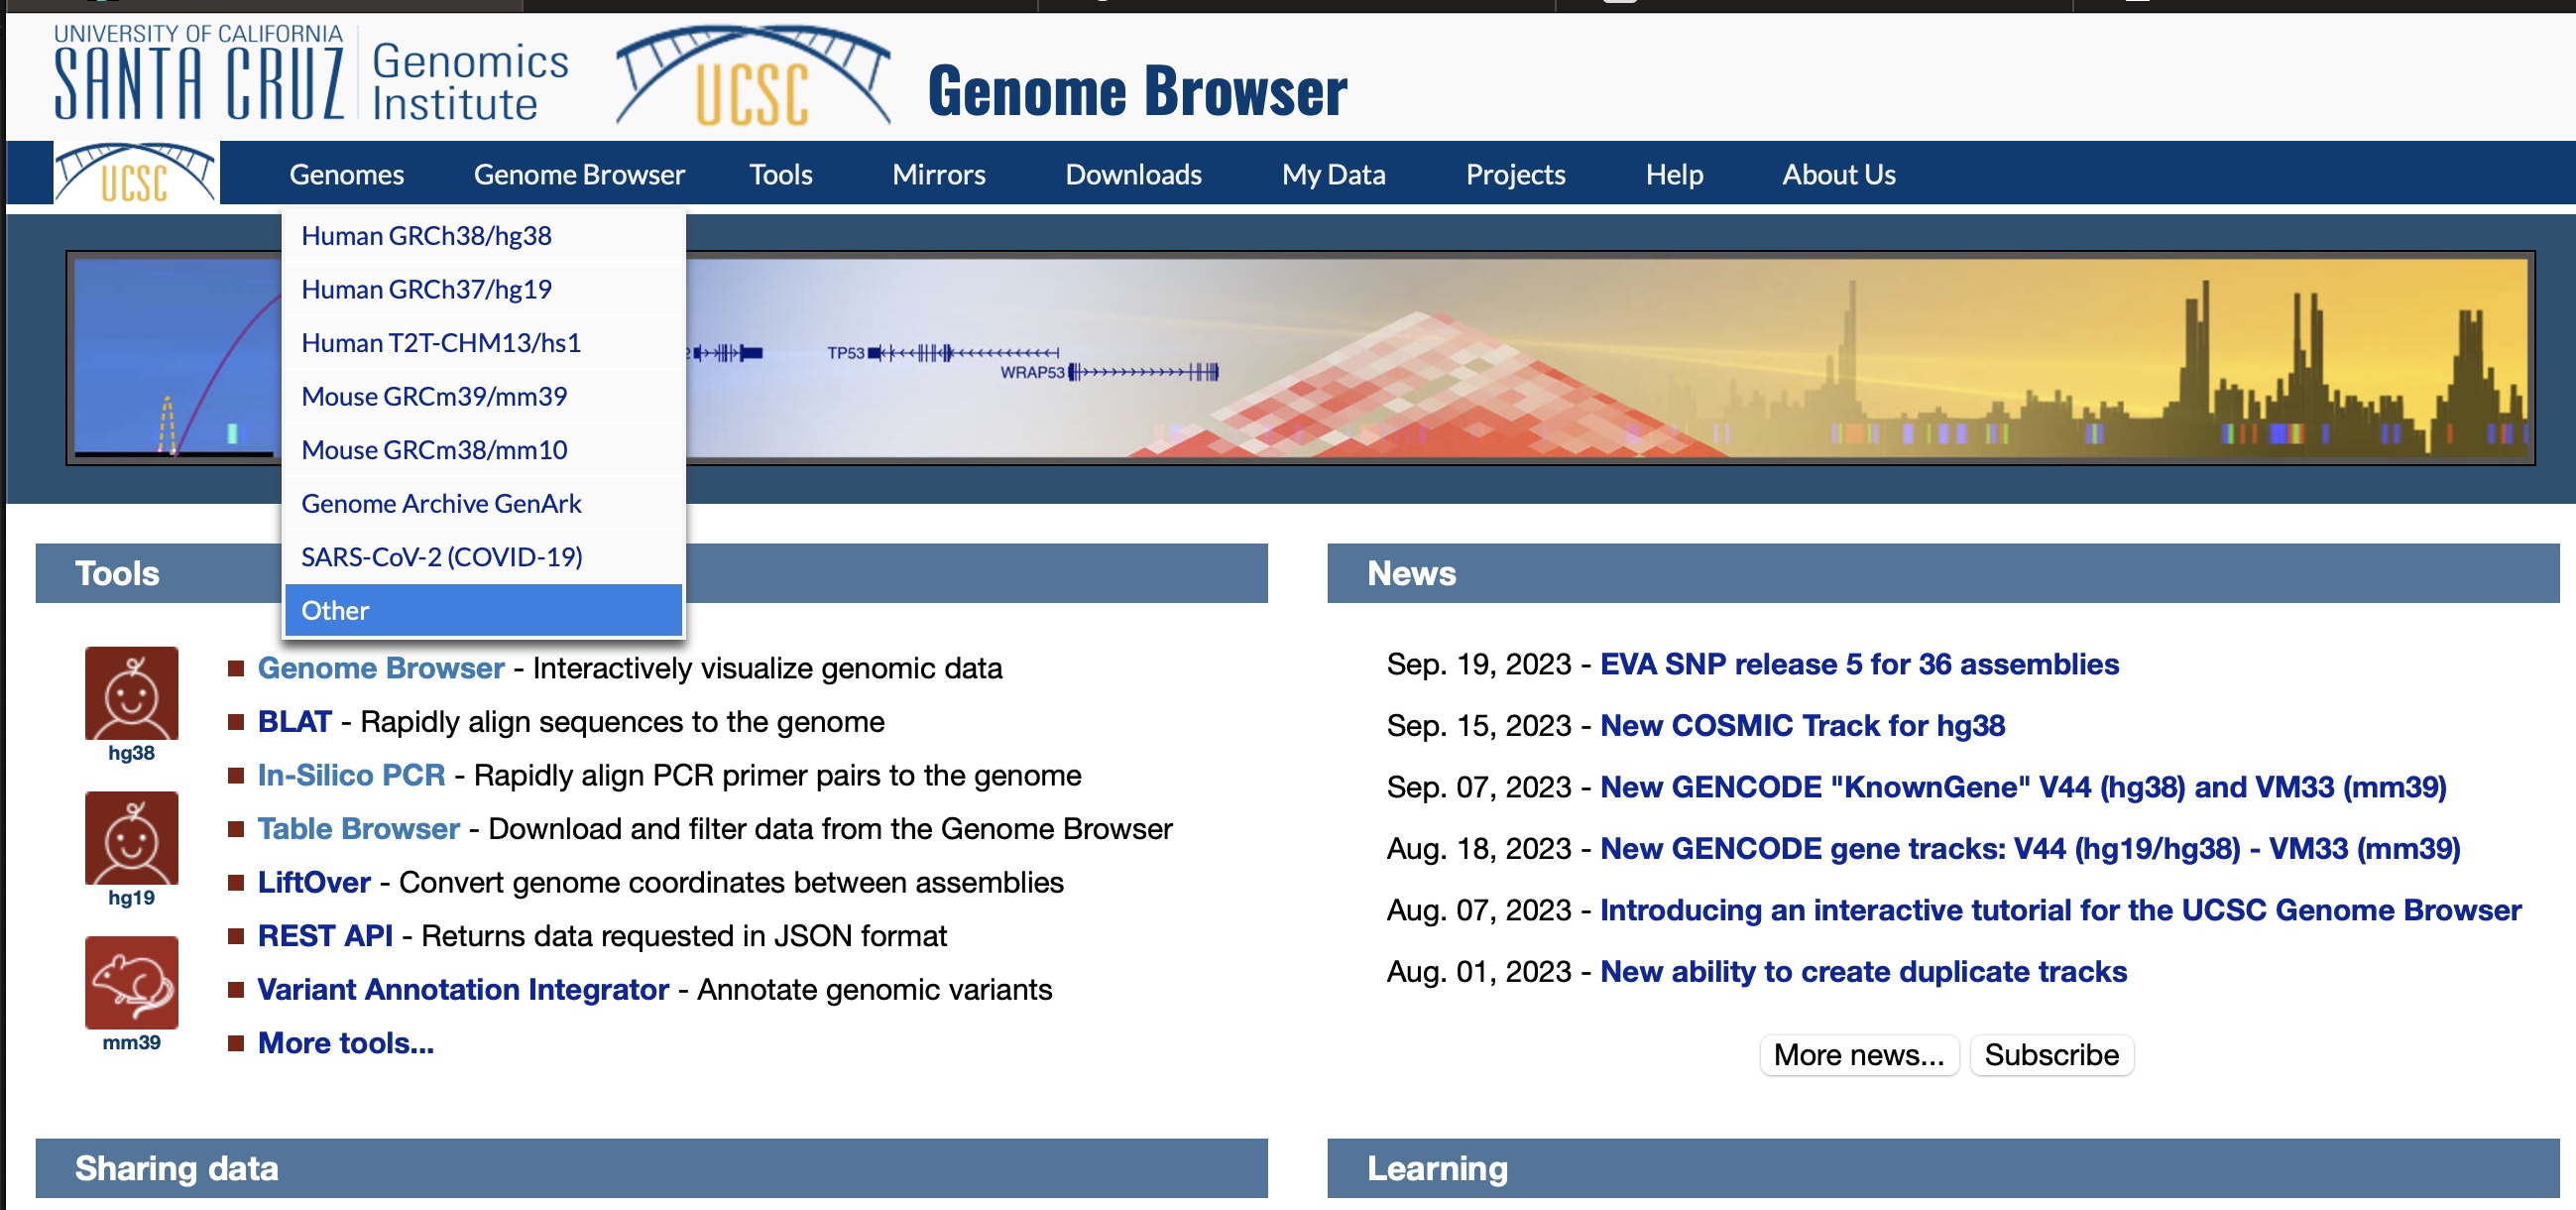 UNIVERSITY OF CALIFORNIA
SANTA CRUZ
Genomics
Institute
UCSC
Genome Browser
UCSC
Genomes Genome Browser Tools Mirrors Downloads My Data Projects Help About Us
Human GRCh38/hg38
Human GRCh37/hg19
Human T2T-CHM13/hs1
Mouse GRCm39/mm39
Mouse GRCm38/mm10
Genome Archive GenArk
SARS-CoV-2 (COVID-19)
Other
TP53
WRAP53
Tools
hg38
hg19
mm39
Genome Browser - Interactively visualize genomic data
BLAT - Rapidly align sequences to the genome
In-Silico PCR - Rapidly align PCR primer pairs to the genome
Table Browser - Download and filter data from the Genome Browser
LiftOver - Convert genome coordinates between assemblies
REST API - Returns data requested in JSON format
Variant Annotation Integrator - Annotate genomic variants
More tools...
News
Sep. 19, 2023 - EVA SNP release 5 for 36 assemblies
Sep. 15, 2023 - New COSMIC Track for hg38
Sep. 07, 2023 - New GENCODE "KnownGene" V44 (hg38) and VM33 (mm39)
Aug. 18, 2023 - New GENCODE gene tracks: V44 (hg19/hg38) - VM33 (mm39)
Aug. 07, 2023 - Introducing an interactive tutorial for the UCSC Genome Browser
Aug. 01, 2023 - New ability to create duplicate tracks
More news... Subscribe
Sharing data
Learning